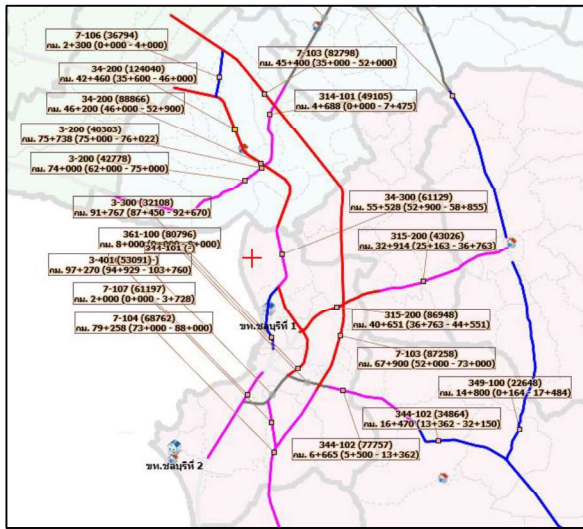 7-106 (36794)
กม. 2+300 (0+000 - 4+000)
34-200 (124040)
กม. 42+460 (35+600 - 46+000)
34-200 (88866)
กม. 46+200 (46+000 - 52+900)
3-200 (40303)
กม. 75+738 (75+000 - 76+022)
3-200 (42778)
กม. 74+000 (62+000 - 75+000)
3-300 (32108)
กม. 91+767 (87+450 - 92+670)
361-100 (80796)
344-101 (-)
3-401 (53091)
กม. 97+270 (94+929 - 103+760)
7-107 (61197)
กม. 2+000 (0+000 - 3+728)
7-104 (68762)
กม. 79+258 (73+000 - 88+000)
7-103 (82798)
กม. 45+400 (35+000 - 52+000)
314-101 (49105)
กม. 4+688 (0+000 - 7+475)
34-300 (61129)
กม. 55+528 (52+900 - 58+855)
315-200 (43026)
กม. 32+914 (25+163 - 36+763)
ขท.ชลบุรีที่ 1
315-200 (86948)
กม. 40+651 (36+763 - 44+551)
7-103 (87258)
กม. 67+900 (52+000 - 73+000)
349-100 (22648)
กม. 14+800 (0+164 - 17+484)
344-102 (34864)
กม. 16+470 (13+362 - 32+150)
344-102 (77757)
กม. 6+665 (5+500 - 13+362)
ขท.ชลบุรีที่ 2